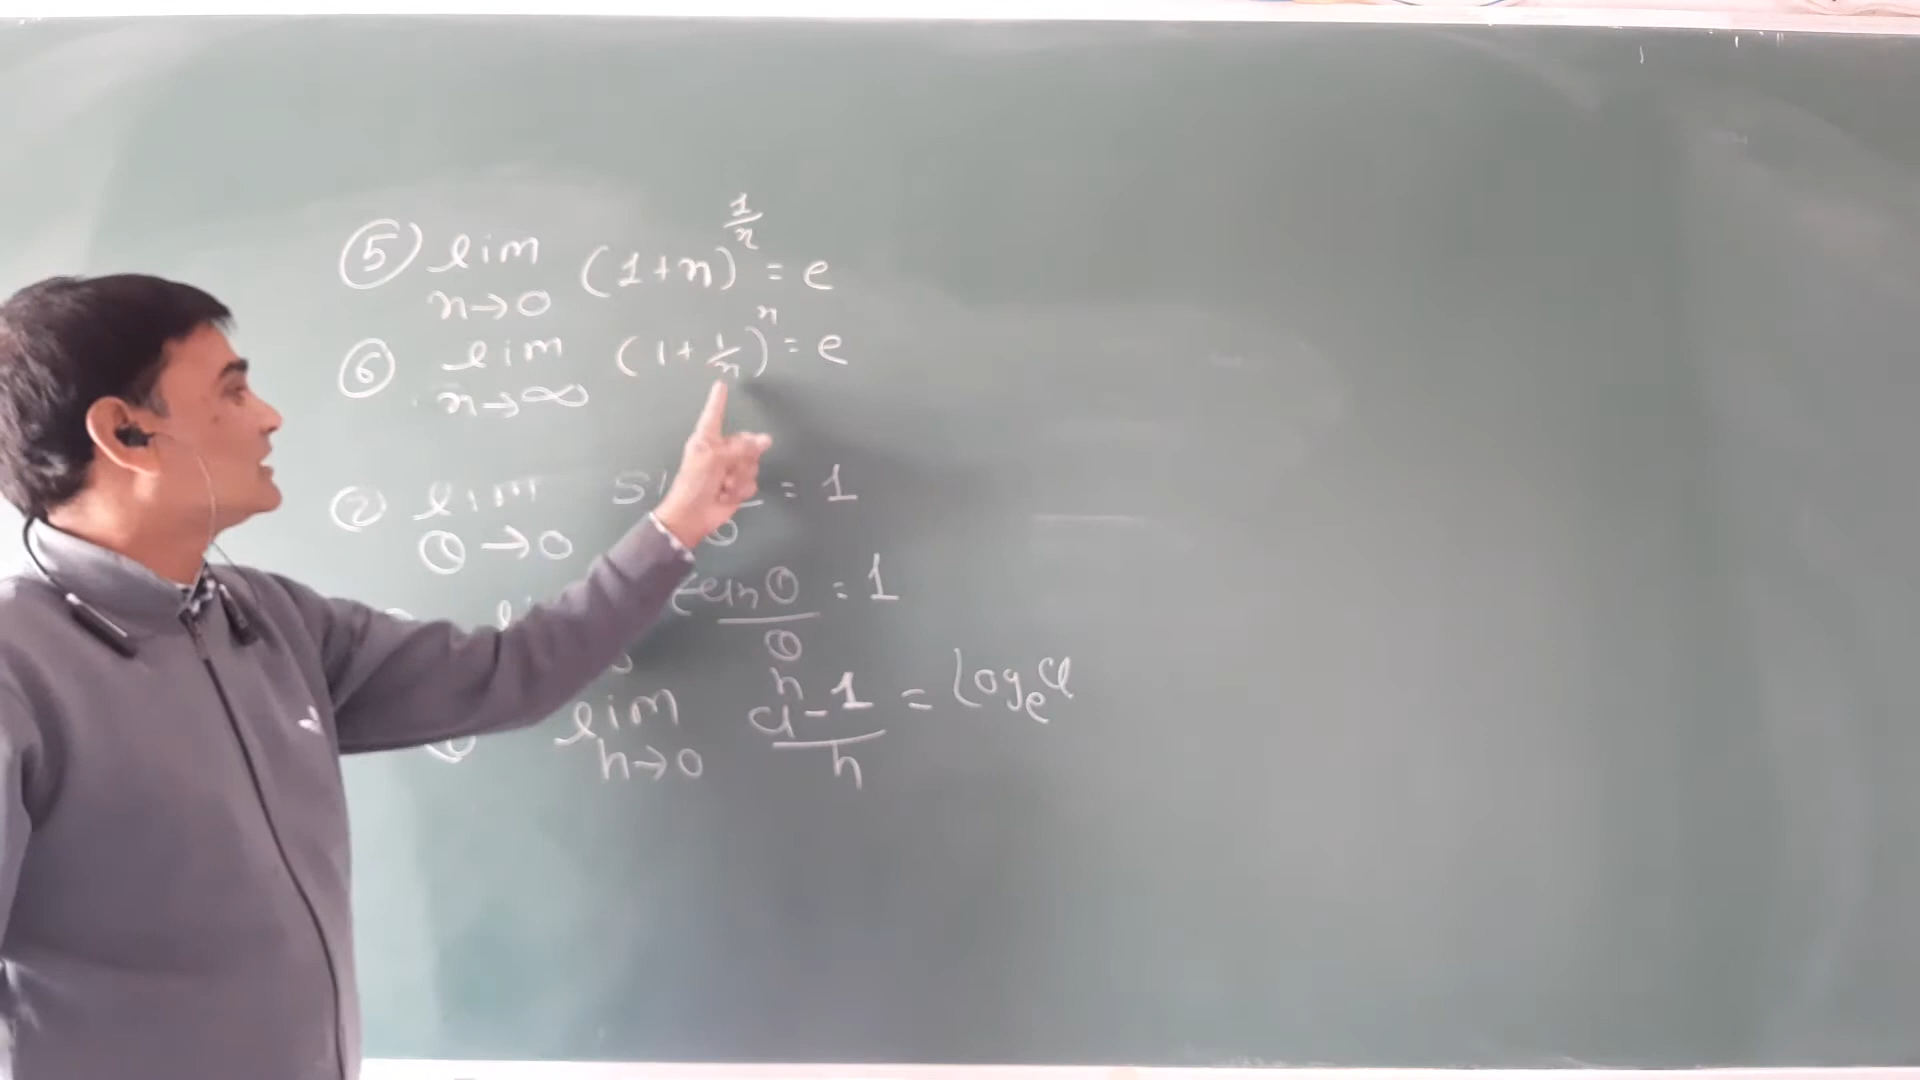 ⑤ lim (1+n)^(1/n) = e
n→0
⑥ lim (1+1/n)^n = e
n→∞
② lim = 1
θ→0 θ
tanθ/θ = 1
lim (a^h-1)/h = log_e a
h→0